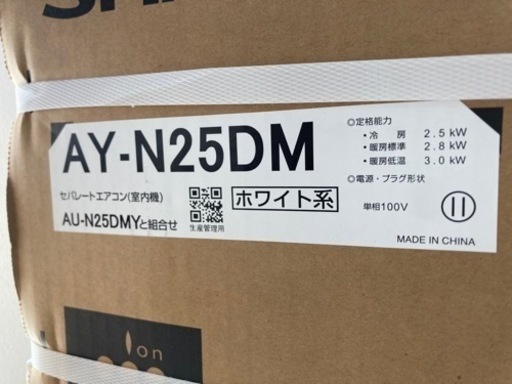 AY-N25DM
セパレートエアコン(室内機)
AU-N25DMYと組合せ
生産管理用
ホワイト系
◎定格能力
・冷 房 2.5 kW
・暖房標準 2.8 kW
・暖房低温 3.0 kW
◎電源・プラグ形状
単相100V
MADE IN CHINA
ion